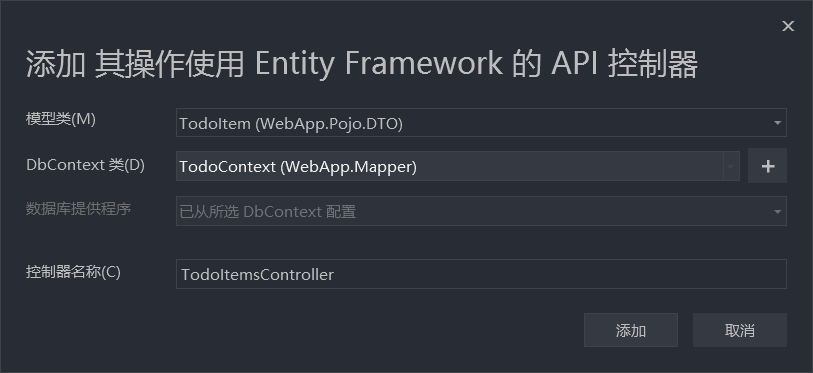 添加 其操作使用 Entity Framework 的 API 控制器
模型类(M)
TodoItem (WebApp.Pojo.DTO)
DbContext 类(D)
TodoContext (WebApp.Mapper)
数据库提供程序
已从所选 DbContext 配置
控制器名称(C)
TodoItemsController
添加
取消